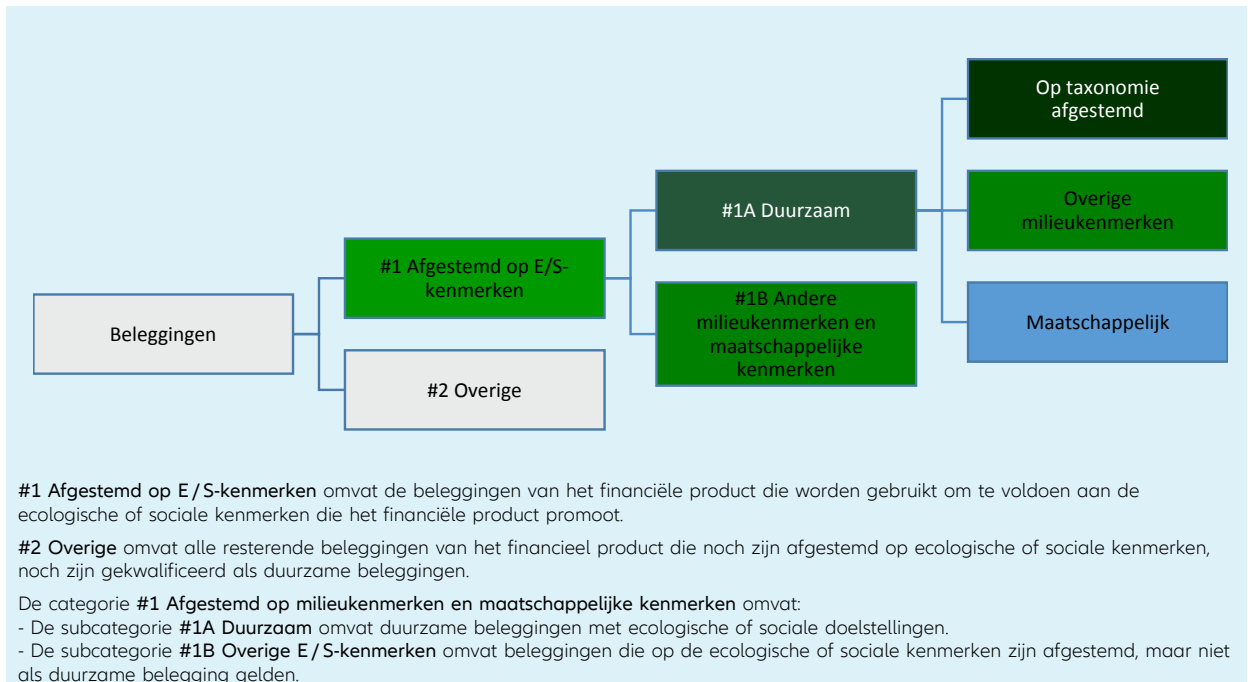 Op taxonomie
afgestemd
#1A Duurzaam
Overige
milieukenmerken
#1 Afgestemd op E/S-
kenmerken
#1B Andere
milieukenmerken en
maatschappelijke
kenmerken
Beleggingen
Maatschappelijk
#2 Overige
#1 Afgestemd op E/S-kenmerken omvat de beleggingen van het financiële product die worden gebruikt om te voldoen aan de
ecologische of sociale kenmerken die het financiële product promoot.
#2 Overige omvat alle resterende beleggingen van het financieel product die noch zijn afgestemd op ecologische of sociale kenmerken,
noch zijn gekwalificeerd als duurzame beleggingen.
De categorie #1 Afgestemd op milieukenmerken en maatschappelijke kenmerken omvat:
- De subcategorie #1A Duurzaam omvat duurzame beleggingen met ecologische of sociale doelstellingen.
- De subcategorie #1B Overige E/S-kenmerken omvat beleggingen die op de ecologische of sociale kenmerken zijn afgestemd, maar niet
als duurzame belegging gelden.